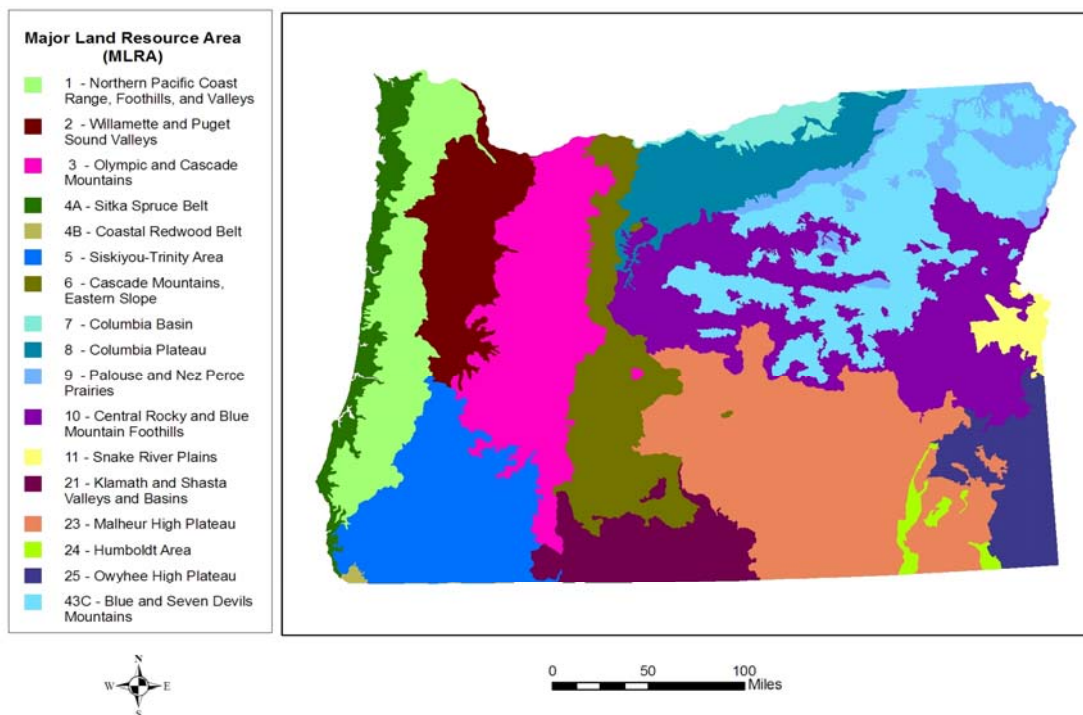 Major Land Resource Area
(MLRA)
1 - Northern Pacific Coast
Range, Foothills, and Valleys
2 - Willamette and Puget
Sound Valleys
3 - Olympic and Cascade
Mountains
4A - Sitka Spruce Belt
4B - Coastal Redwood Belt
5 - Siskiyou-Trinity Area
6 - Cascade Mountains,
Eastern Slope
7 - Columbia Basin
8 - Columbia Plateau
9 - Palouse and Nez Perce
Prairies
10 - Central Rocky and Blue
Mountain Foothills
11 - Snake River Plains
21 - Klamath and Shasta
Valleys and Basins
23 - Malheur High Plateau
24 - Humboldt Area
25 - Owyhee High Plateau
43C - Blue and Seven Devils
Mountains
N
W E
S
0 50 100
Miles